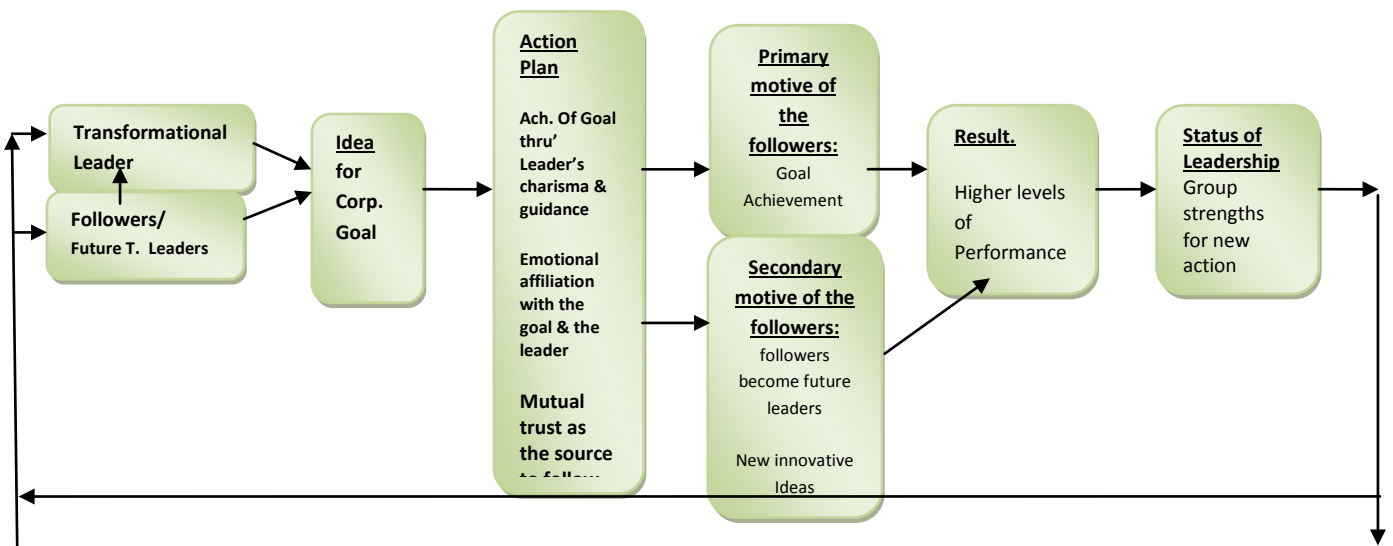 Transformational
Leader
Followers/
Future T. Leaders
Idea
for
Corp.
Goal
Action
Plan
Ach. Of Goal
thru’
Leader’s
charisma &
guidance
Emotional
affiliation
with the
goal & the
leader
Mutual
trust as
the source
to follow
Primary
motive of
the
followers:
Goal
Achievement
Secondary
motive of the
followers:
followers
become future
leaders
New innovative
Ideas
Result.
Higher levels
of
Performance
Status of
Leadership
Group
strengths
for new
action